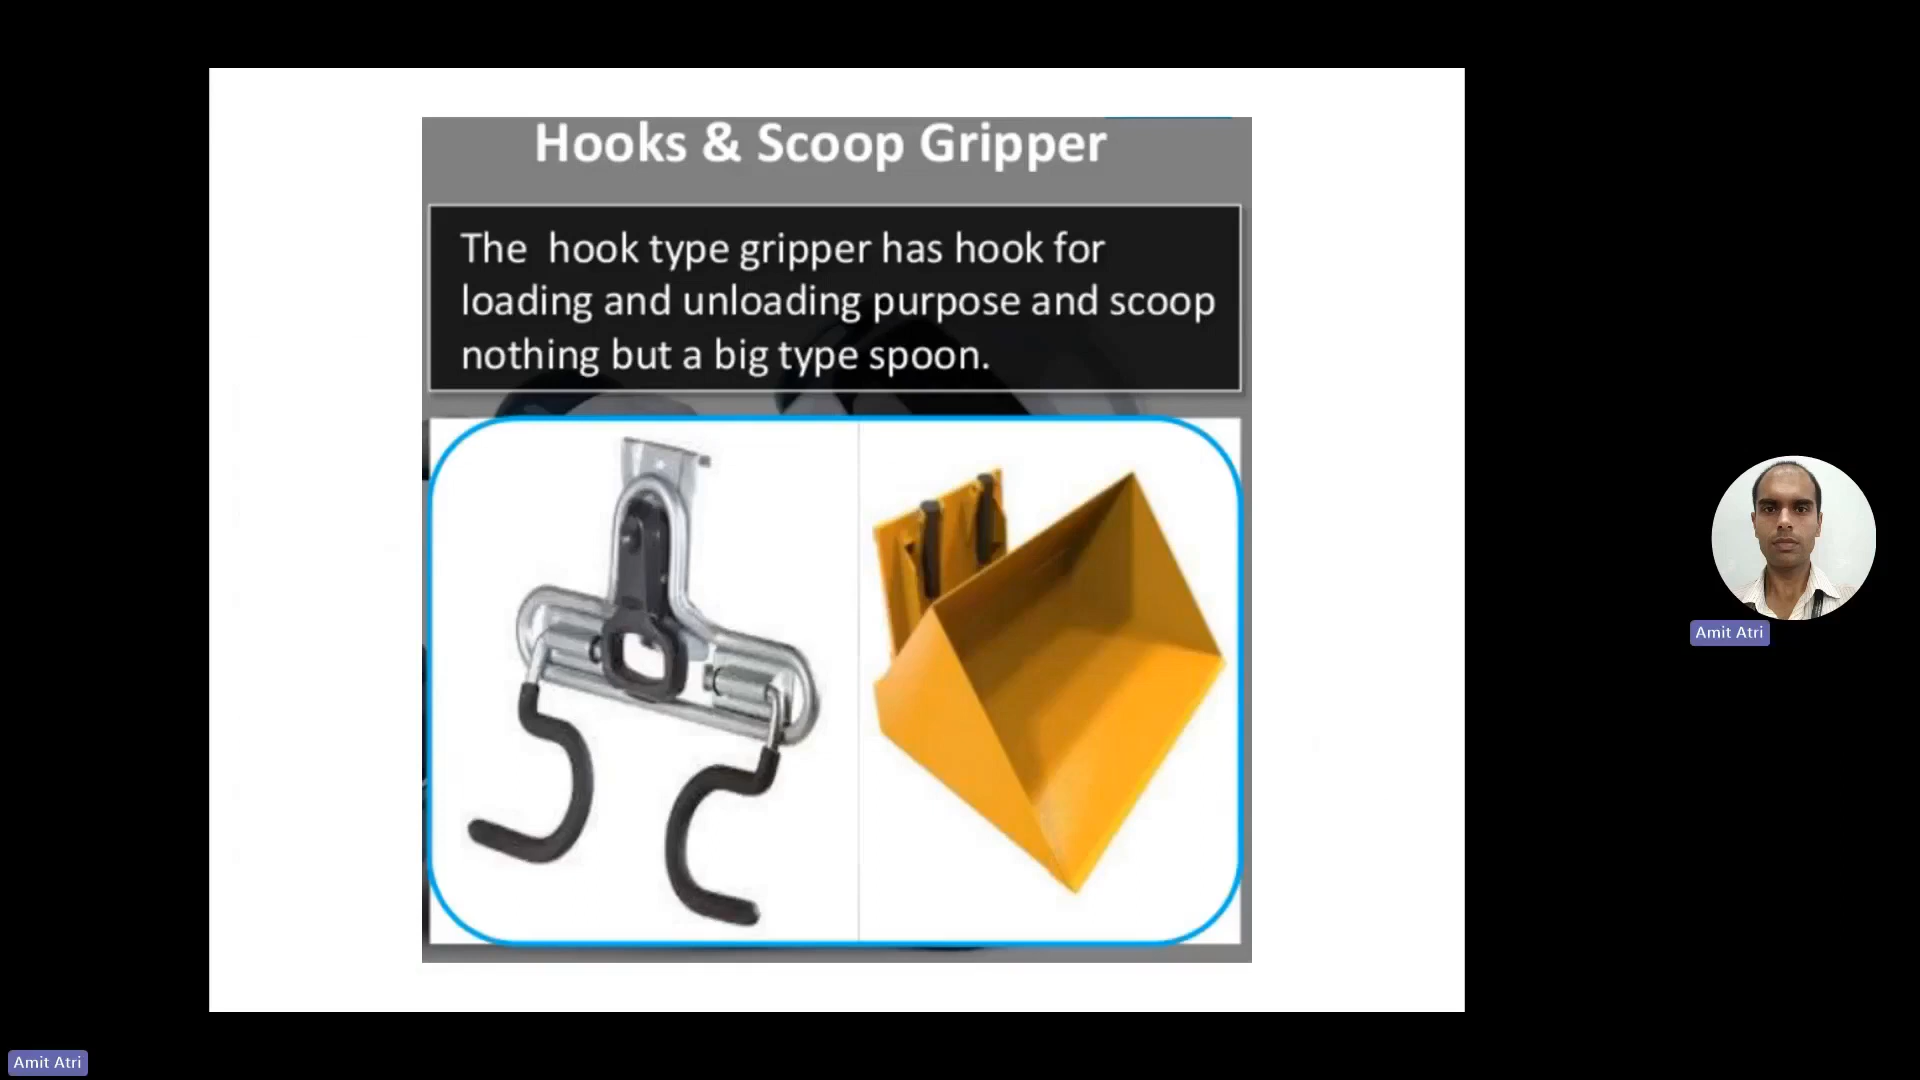 Hooks & Scoop Gripper
The hook type gripper has hook for
loading and unloading purpose and scoop
nothing but a big type spoon.
Amit Atri
Amit Atri